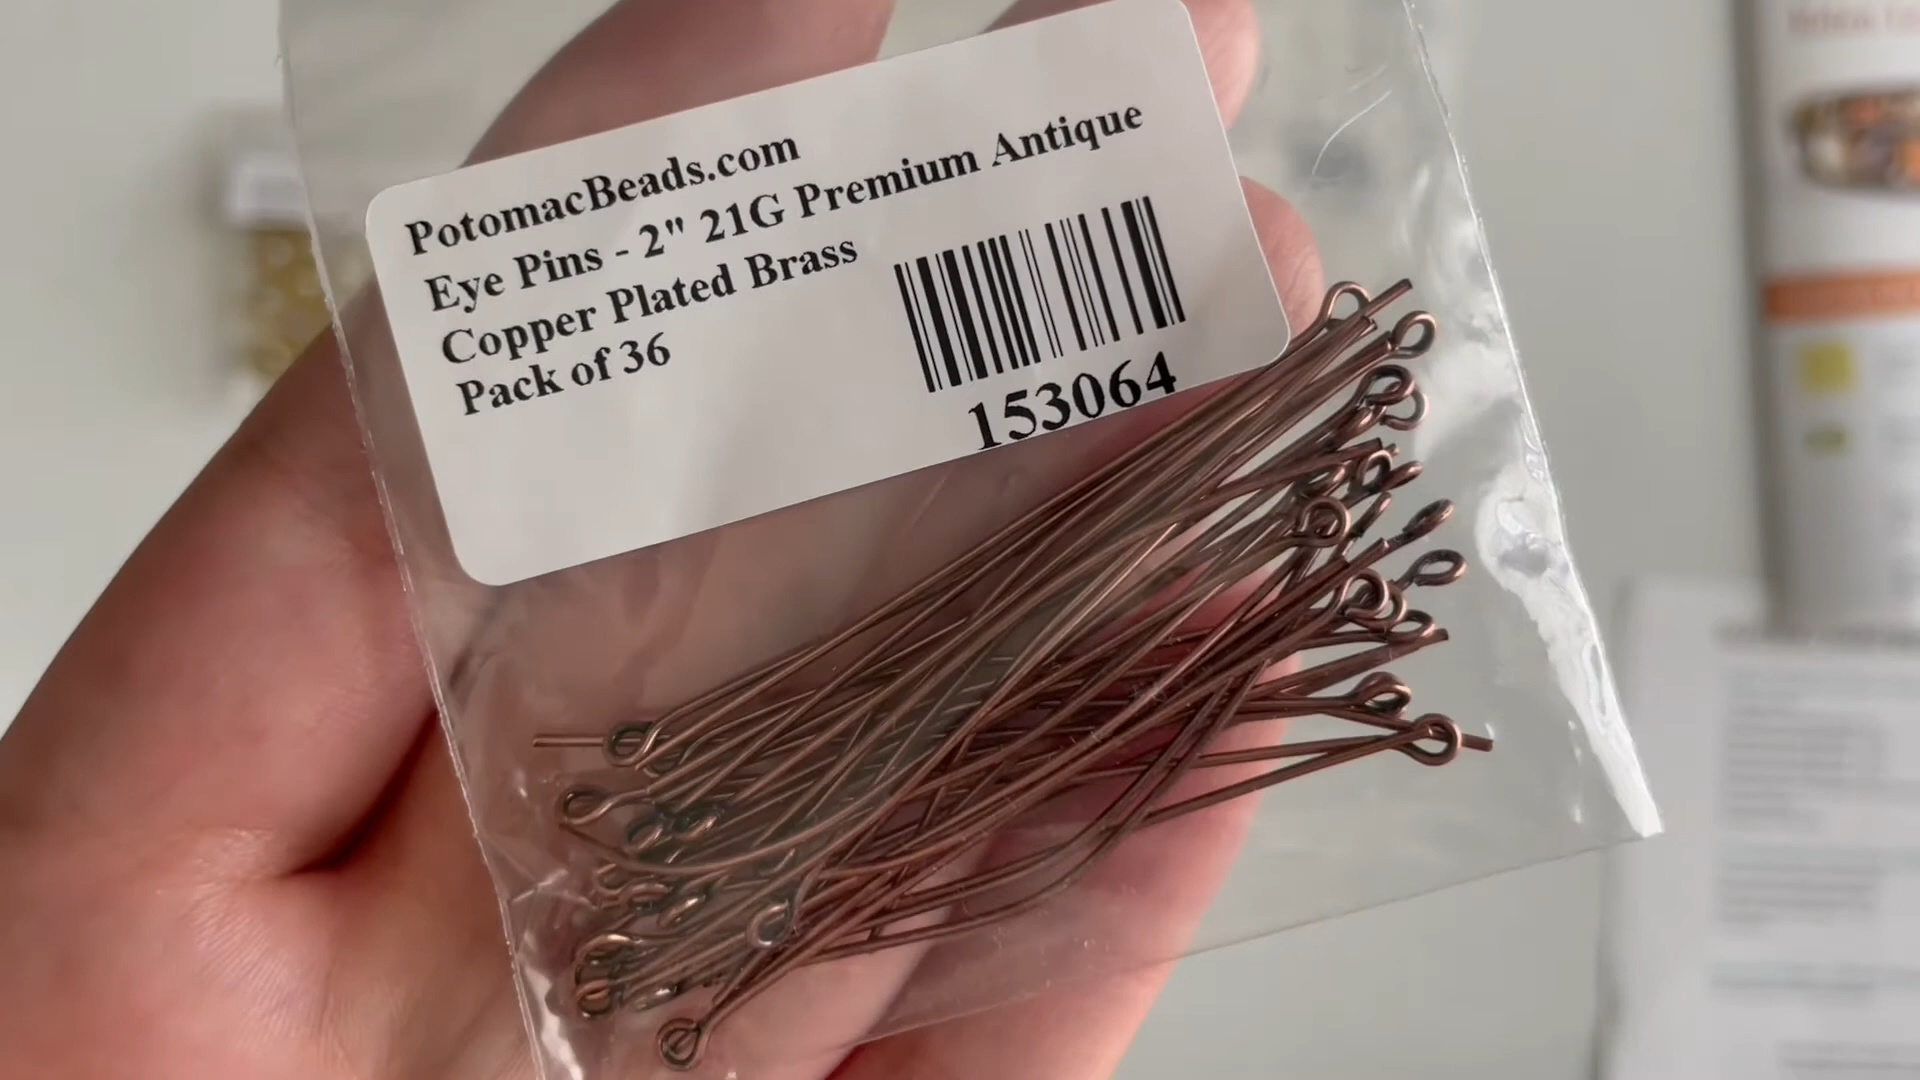 PotomacBeads.com
Eye Pins - 2" 21G Premium Antique
Copper Plated Brass
Pack of 36
153064